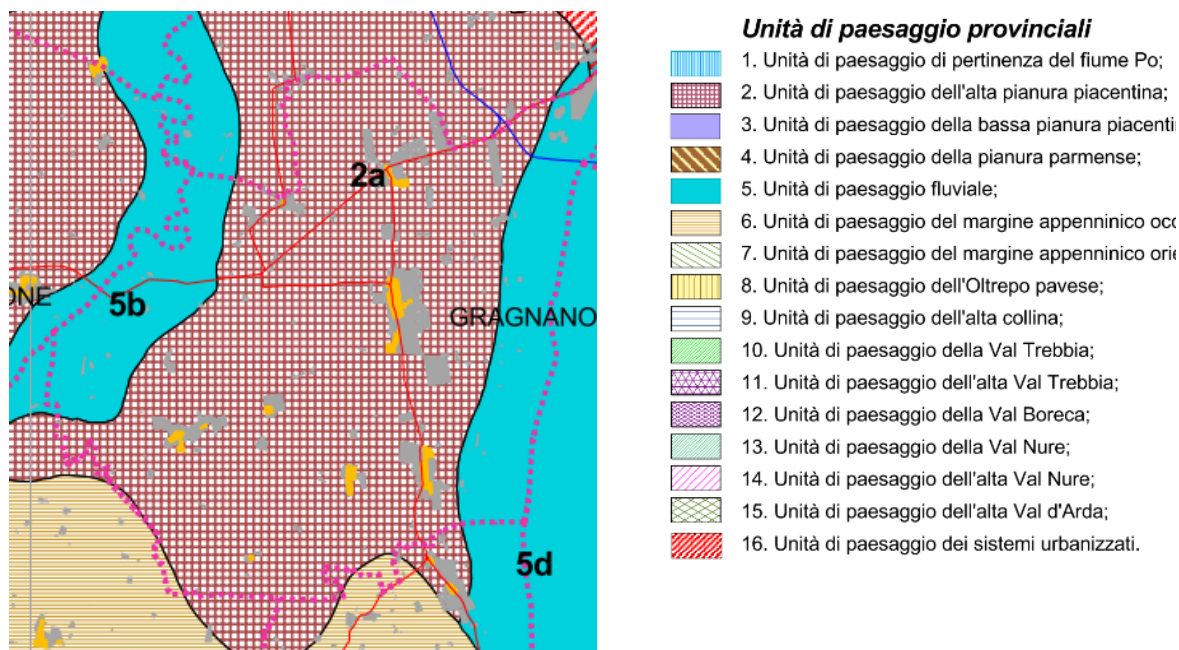 2a
ONE
5b
GRAGNANO
5d
Unità di paesaggio provinciali
1. Unità di paesaggio di pertinenza del fiume Po;
2. Unità di paesaggio dell'alta pianura piacentina;
3. Unità di paesaggio della bassa pianura piacenti
4. Unità di paesaggio della pianura parmense;
5. Unità di paesaggio fluviale;
6. Unità di paesaggio del margine appenninico occ
7. Unità di paesaggio del margine appenninico orie
8. Unità di paesaggio dell'Oltrepo pavese;
9. Unità di paesaggio dell'alta collina;
10. Unità di paesaggio della Val Trebbia;
11. Unità di paesaggio dell'alta Val Trebbia;
12. Unità di paesaggio della Val Boreca;
13. Unità di paesaggio della Val Nure;
14. Unità di paesaggio dell'alta Val Nure;
15. Unità di paesaggio dell'alta Val d'Arda;
16. Unità di paesaggio dei sistemi urbanizzati.